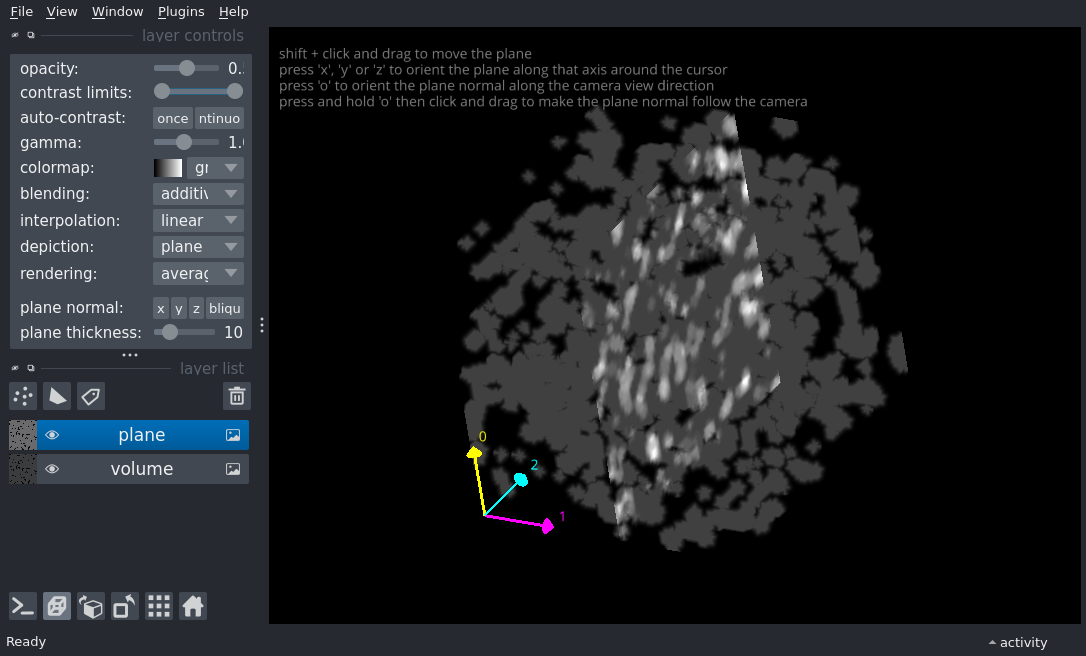 File View Window Plugins Help
layer controls
opacity: 0.
contrast limits:
auto-contrast: once ntinuo
gamma: 1.0
colormap: gr
blending: additiv
interpolation: linear
depiction: plane
rendering: averag
plane normal: x y z bliqu
plane thickness: 10
layer list
plane
volume
shift + click and drag to move the plane
press 'x', 'y' or 'z' to orient the plane along that axis around the cursor
press 'o' to orient the plane normal along the camera view direction
press and hold 'o' then click and drag to make the plane normal follow the camera
0
2
1
Ready
activity